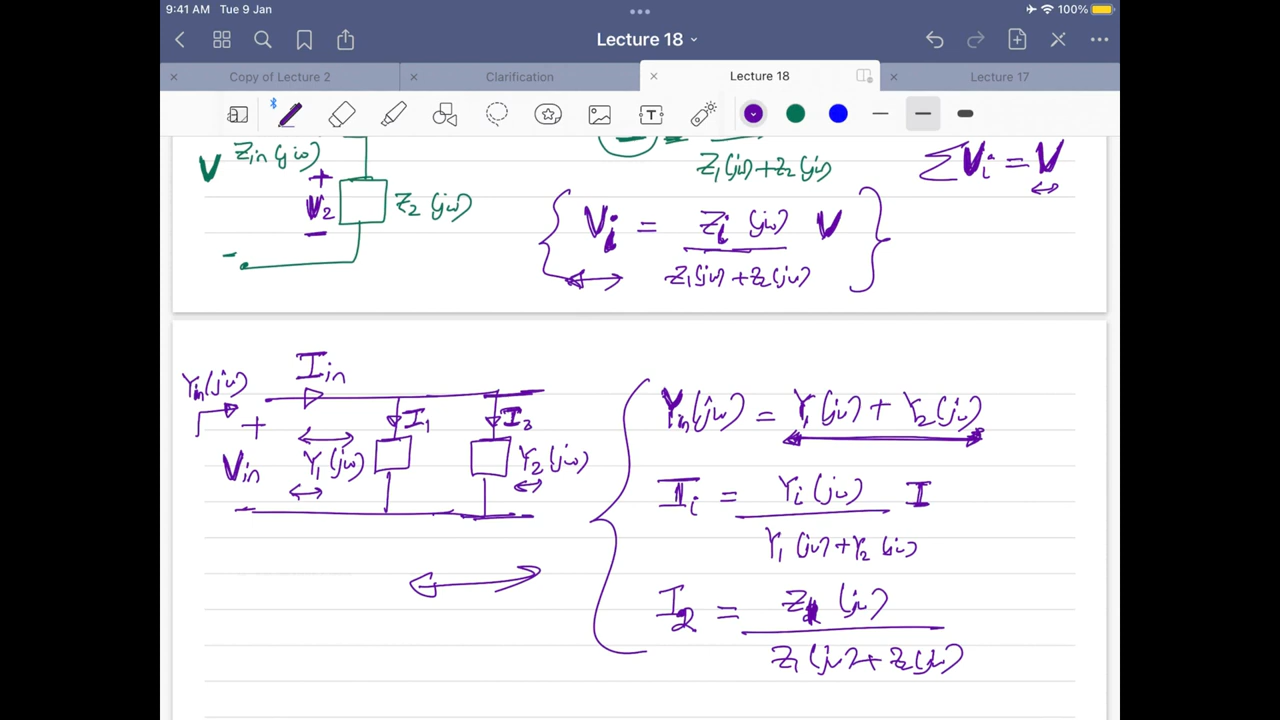 9:41 AM Tue 9 Jan
100%
Lecture 18
Copy of Lecture 2
Clarification
Lecture 18
Lecture 17
T
V
Zin(jω)
+
V2
−
Z2(jω)
−
=
Z1(jω)+Z2(jω)
ΣVi = V
{ Vi = Zi(jω) V }
Z1(jω)+Z2(jω)
Yin(jω)
Iin
+
Vin
I1
Y1(jω)
Y2(jω)
Yin(jω) = Y1(jω) + Y2(jω)
Ii = Yi(jω) I
Y1(jω)+Y2(jω)
I2 = (jω)
Z1(jω)+Z2(jω)